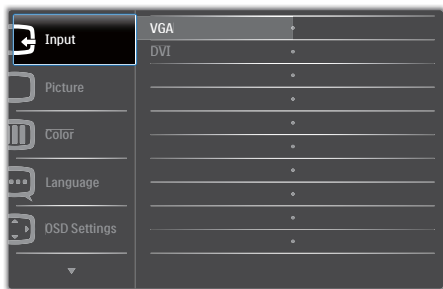 Input
VGA
DVI
Picture
Color
Language
OSD Settings